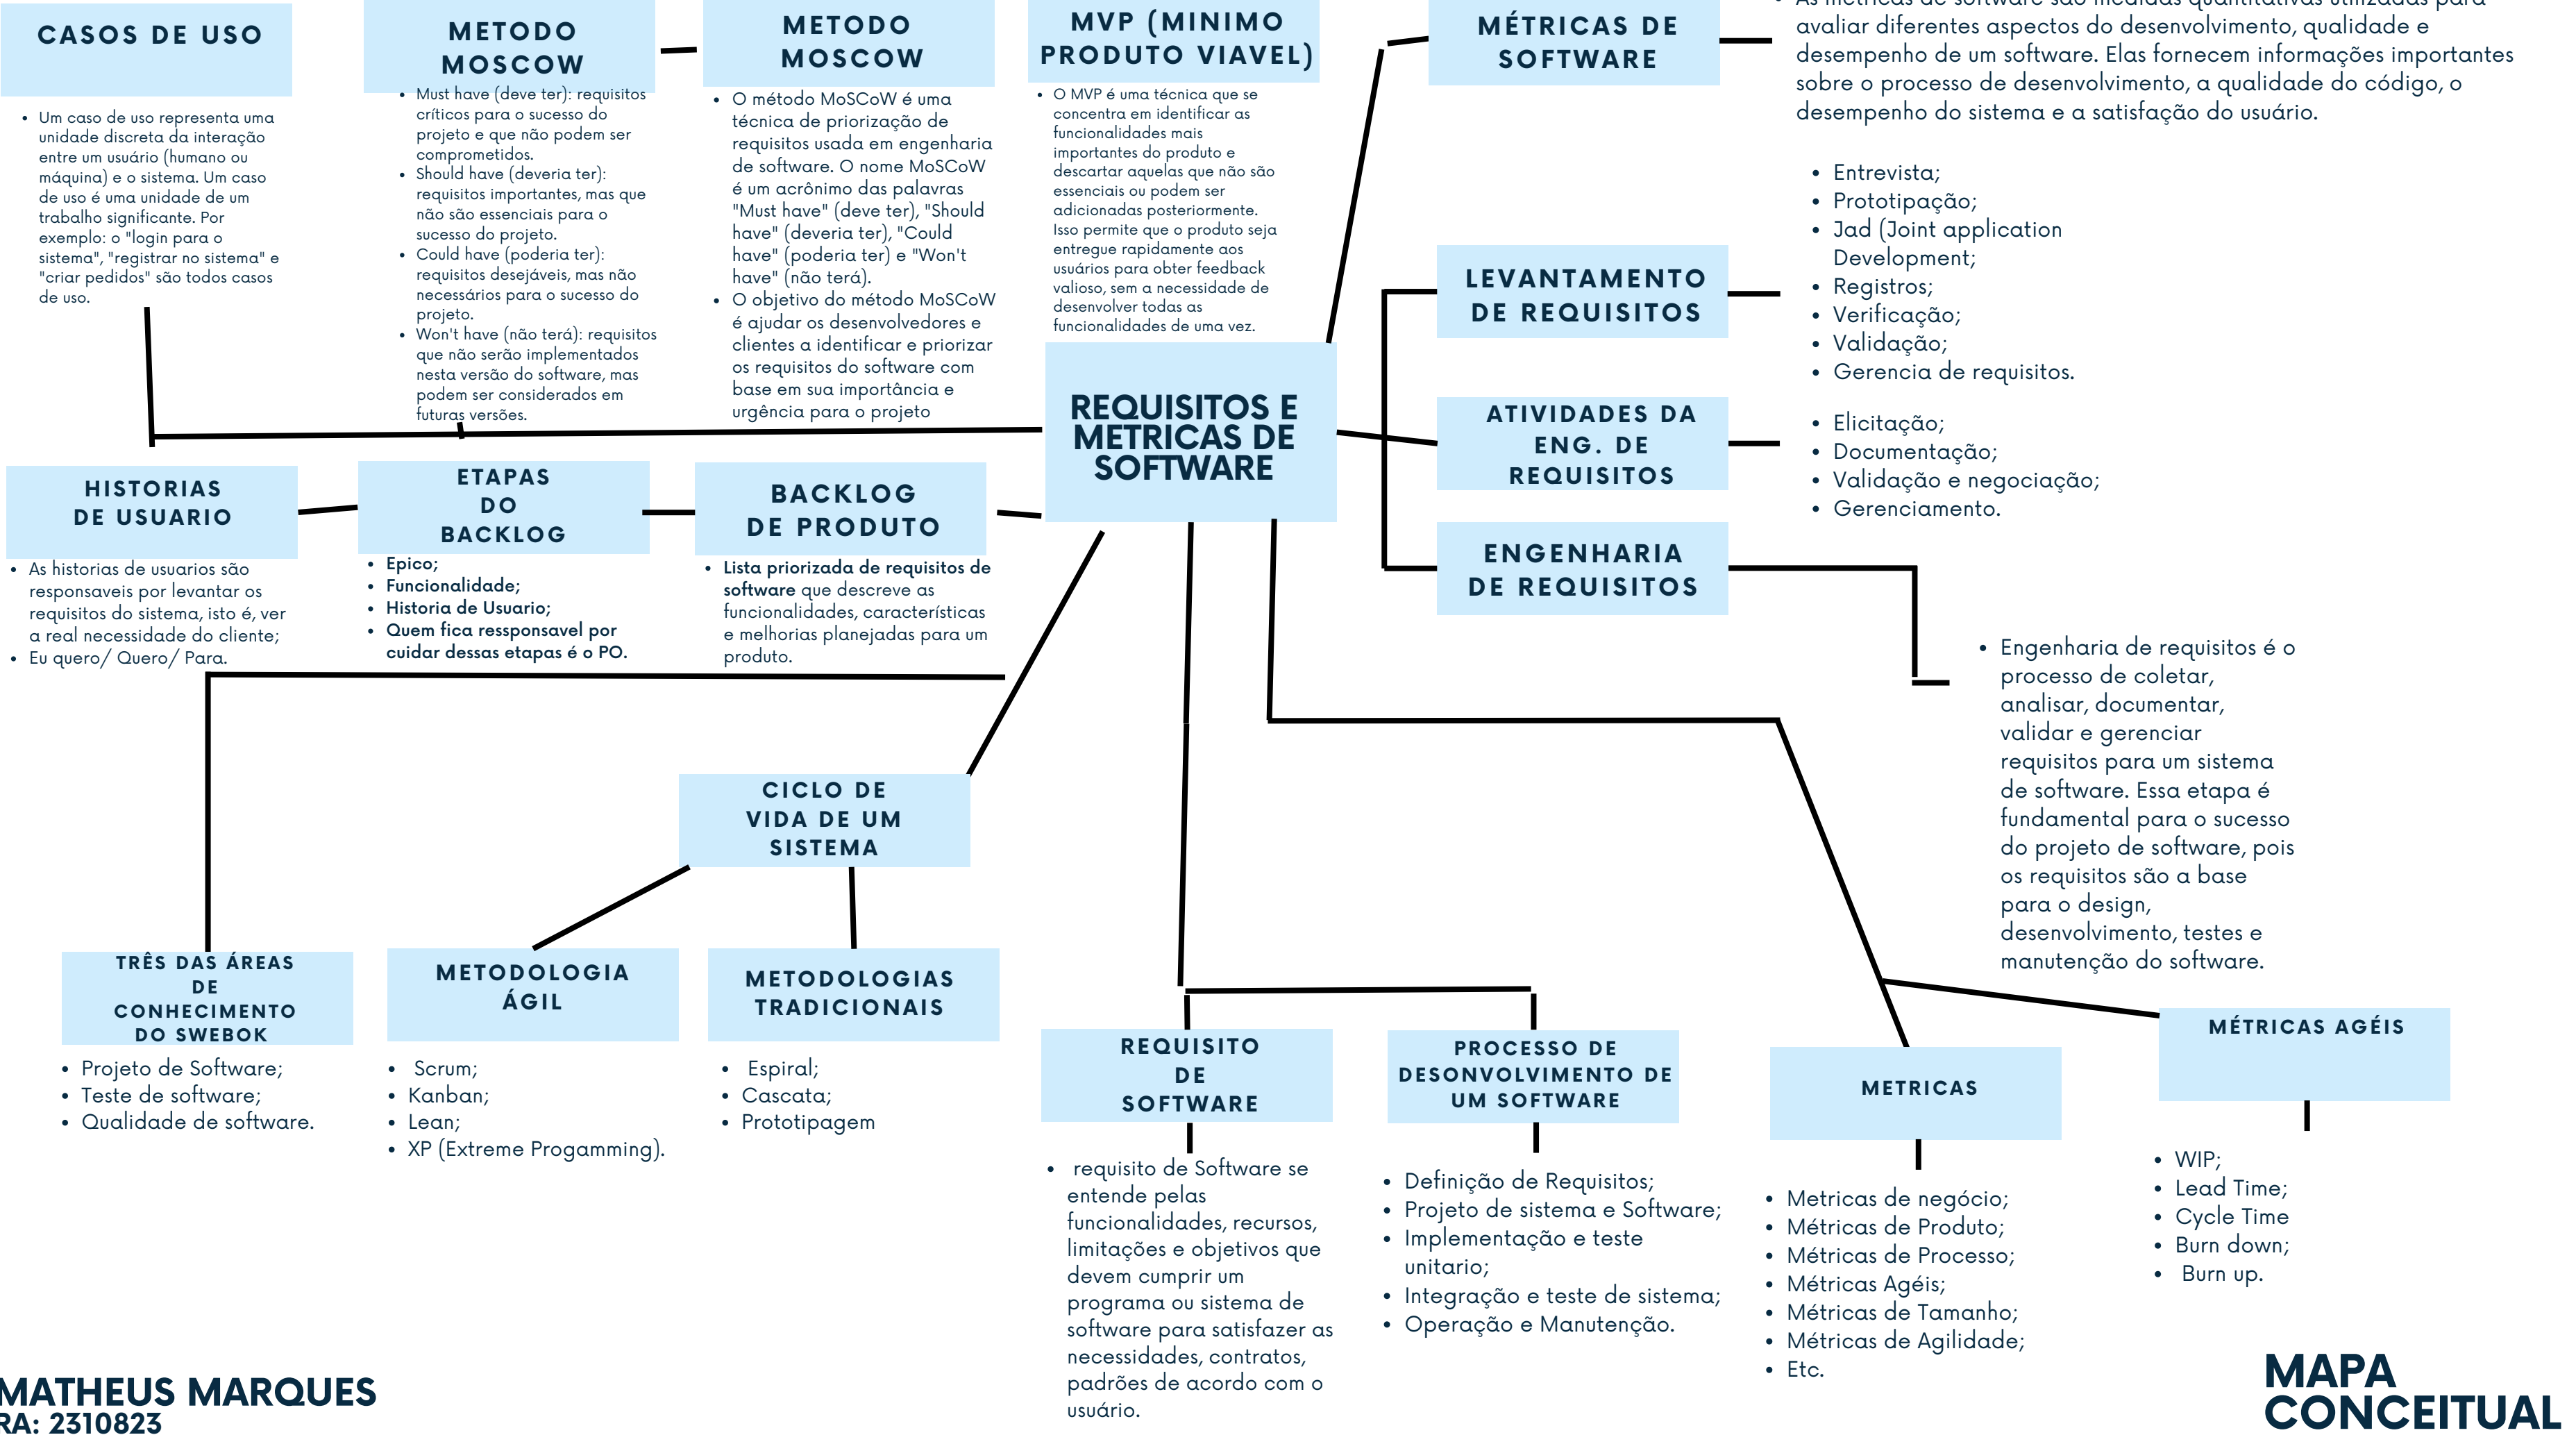 CASOS DE USO
Um caso de uso representa uma
unidade discreta da interação
entre um usuário (humano ou
máquina) e o sistema. Um caso
de uso é uma unidade de um
trabalho significante. Por
exemplo: o "login para o
sistema", "registrar no sistema" e
"criar pedidos" são todos casos
de uso.
METODO
MOSCOW
Must have (deve ter): requisitos
críticos para o sucesso do
projeto e que não podem ser
comprometidos.
Should have (deveria ter):
requisitos importantes, mas que
não são essenciais para o
sucesso do projeto.
Could have (poderia ter):
requisitos desejáveis, mas não
necessários para o sucesso do
projeto.
Won't have (não terá): requisitos
que não serão implementados
nesta versão do software, mas
podem ser considerados em
futuras versões.
METODO
MOSCOW
O método MoSCoW é uma
técnica de priorização de
requisitos usada em engenharia
de software. O nome MoSCoW
é um acrônimo das palavras
"Must have" (deve ter), "Should
have" (deveria ter), "Could
have" (poderia ter) e "Won't
have" (não terá).
O objetivo do método MoSCoW
é ajudar os desenvolvedores e
clientes a identificar e priorizar
os requisitos do software com
base em sua importância e
urgência para o projeto
MVP (MINIMO
PRODUTO VIAVEL)
O MVP é uma técnica que se
concentra em identificar as
funcionalidades mais
importantes do produto e
descartar aquelas que não são
essenciais ou podem ser
adicionadas posteriormente.
Isso permite que o produto seja
entregue rapidamente aos
usuários para obter feedback
valioso, sem a necessidade de
desenvolver todas as
funcionalidades de uma vez.
MÉTRICAS DE
SOFTWARE
As métricas de software são medidas quantitativas utilizadas para
avaliar diferentes aspectos do desenvolvimento, qualidade e
desempenho de um software. Elas fornecem informações importantes
sobre o processo de desenvolvimento, a qualidade do código, o
desempenho do sistema e a satisfação do usuário.
LEVANTAMENTO
DE REQUISITOS
Entrevista;
Prototipação;
Jad (Joint application
Development;
Registros;
Verificação;
Validação;
Gerencia de requisitos.
REQUISITOS E
METRICAS DE
SOFTWARE
ATIVIDADES DA
ENG. DE
REQUISITOS
Elicitação;
Documentação;
Validação e negociação;
Gerenciamento.
HISTORIAS
DE USUARIO
As historias de usuarios são
responsaveis por levantar os
requisitos do sistema, isto é, ver
a real necessidade do cliente;
Eu quero/ Quero/ Para.
ETAPAS
DO
BACKLOG
Epico;
Funcionalidade;
Historia de Usuario;
Quem fica ressponsavel por
cuidar dessas etapas é o PO.
BACKLOG
DE PRODUTO
Lista priorizada de requisitos de
software que descreve as
funcionalidades, características
e melhorias planejadas para um
produto.
ENGENHARIA
DE REQUISITOS
Engenharia de requisitos é o
processo de coletar,
analisar, documentar,
validar e gerenciar
requisitos para um sistema
de software. Essa etapa é
fundamental para o sucesso
do projeto de software, pois
os requisitos são a base
para o design,
desenvolvimento, testes e
manutenção do software.
CICLO DE
VIDA DE UM
SISTEMA
TRÊS DAS ÁREAS
DE
CONHECIMENTO
DO SWEBOK
Projeto de Software;
Teste de software;
Qualidade de software.
METODOLOGIA
ÁGIL
Scrum;
Kanban;
Lean;
XP (Extreme Progamming).
METODOLOGIAS
TRADICIONAIS
Espiral;
Cascata;
Prototipagem
REQUISITO
DE
SOFTWARE
requisito de Software se
entende pelas
funcionalidades, recursos,
limitações e objetivos que
devem cumprir um
programa ou sistema de
software para satisfazer as
necessidades, contratos,
padrões de acordo com o
usuário.
PROCESSO DE
DESONVOLVIMENTO DE
UM SOFTWARE
Definição de Requisitos;
Projeto de sistema e Software;
Implementação e teste
unitario;
Integração e teste de sistema;
Operação e Manutenção.
METRICAS
Metricas de negócio;
Métricas de Produto;
Métricas de Processo;
Métricas Agéis;
Métricas de Tamanho;
Métricas de Agilidade;
Etc.
MÉTRICAS AGÉIS
WIP;
Lead Time;
Cycle Time
Burn down;
Burn up.
MATHEUS MARQUES
RA: 2310823
MAPA
CONCEITUAL